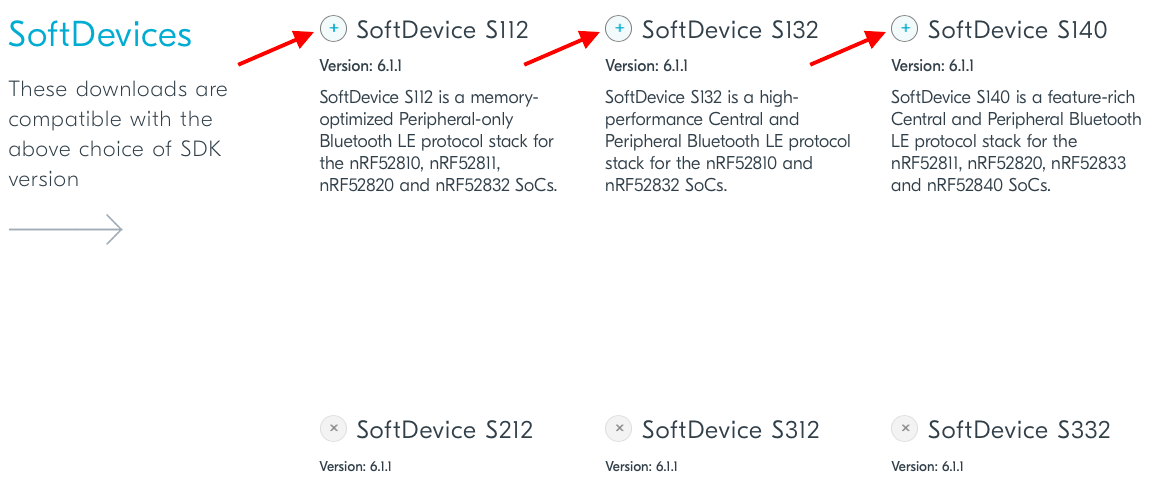 SoftDevices
These downloads are
compatible with the
above choice of SDK
version
SoftDevice S112
Version: 6.1.1
SoftDevice S112 is a memory-
optimized Peripheral-only
Bluetooth LE protocol stack for
the nRF52810, nRF52811,
nRF52820 and nRF52832 SoCs.
SoftDevice S132
Version: 6.1.1
SoftDevice S132 is a high-
performance Central and
Peripheral Bluetooth LE protocol
stack for the nRF52810 and
nRF52832 SoCs.
SoftDevice S140
Version: 6.1.1
SoftDevice S140 is a feature-rich
Central and Peripheral Bluetooth
LE protocol stack for the
nRF52811, nRF52820, nRF52833
and nRF52840 SoCs.
SoftDevice S212
Version: 6.1.1
SoftDevice S312
Version: 6.1.1
SoftDevice S332
Version: 6.1.1